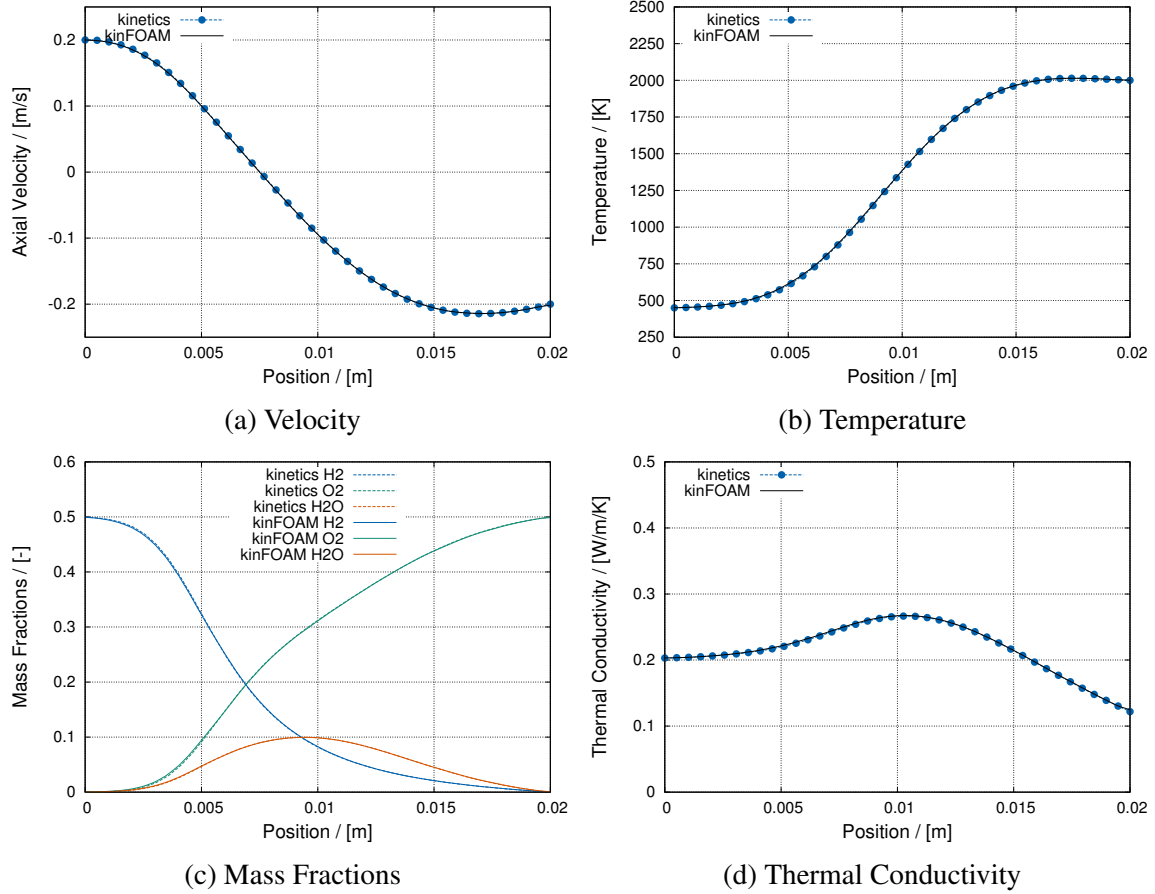 kinetics
kinFOAM
0.2
0.1
0
-0.1
-0.2
Axial Velocity / [m/s]
0 0.005 0.01 0.015 0.02
Position / [m]
(a) Velocity
kinetics
kinFOAM
2500
2250
2000
1750
1500
1250
1000
750
500
250
Temperature / [K]
0 0.005 0.01 0.015 0.02
Position / [m]
(b) Temperature
kinetics H2
kinetics O2
kinetics H2O
kinFOAM H2
kinFOAM O2
kinFOAM H2O
0.6
0.5
0.4
0.3
0.2
0.1
0
Mass Fractions / [-]
0 0.005 0.01 0.015 0.02
Position / [m]
(c) Mass Fractions
kinetics
kinFOAM
0.5
0.4
0.3
0.2
0.1
0
Thermal Conductivity / [W/m/K]
0 0.005 0.01 0.015 0.02
Position / [m]
(d) Thermal Conductivity